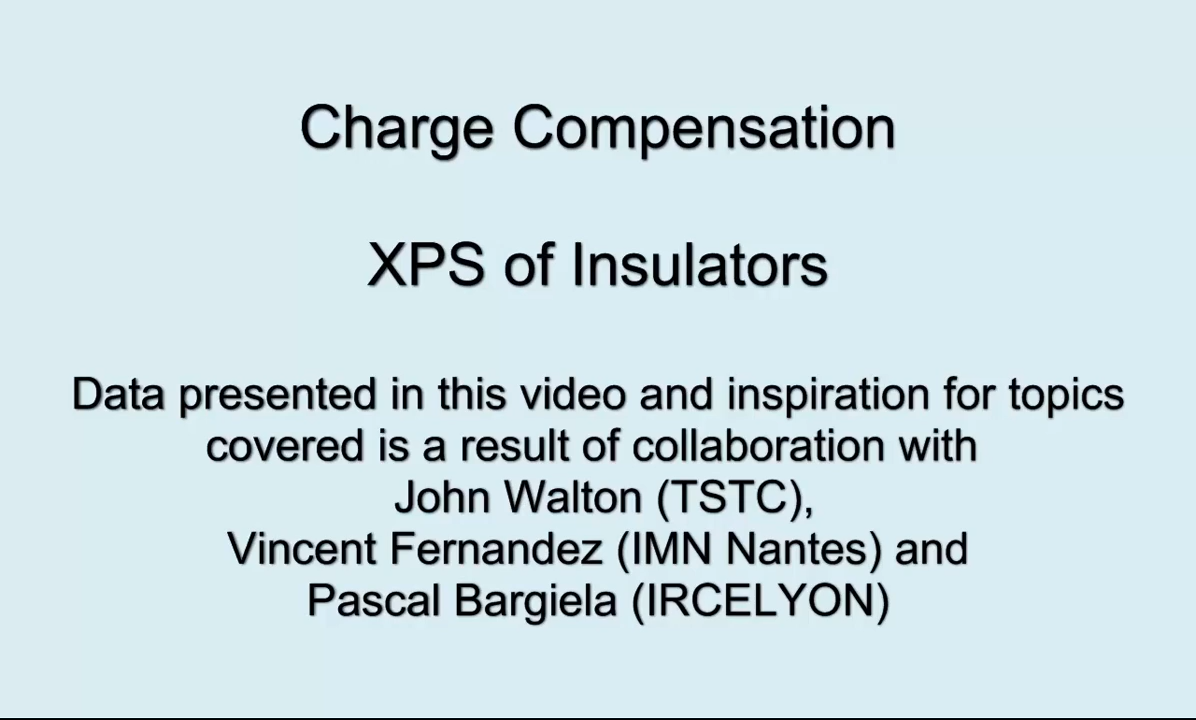 Charge Compensation
XPS of Insulators
Data presented in this video and inspiration for topics
covered is a result of collaboration with
John Walton (TSTC),
Vincent Fernandez (IMN Nantes) and
Pascal Bargiela (IRCELYON)